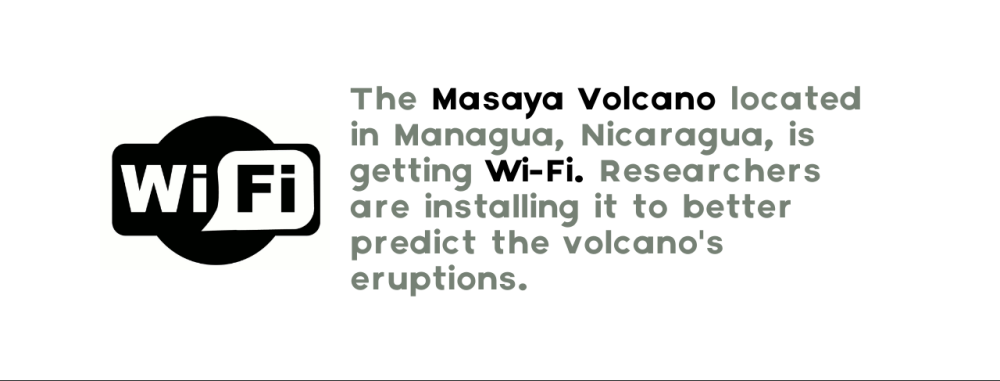 WiFi
The Masaya Volcano located
in Managua, Nicaragua, is
getting Wi-Fi. Researchers
are installing it to better
predict the volcano's
eruptions.